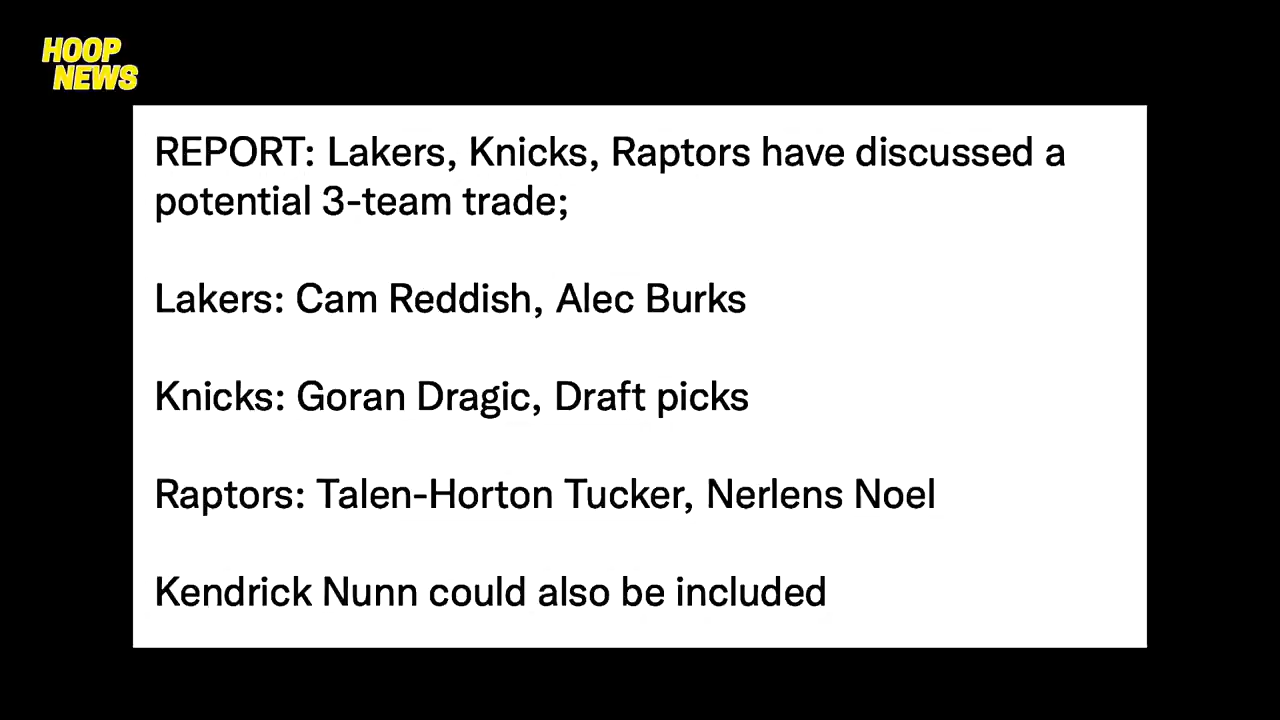 HOOP
NEWS
REPORT: Lakers, Knicks, Raptors have discussed a
potential 3-team trade;
Lakers: Cam Reddish, Alec Burks
Knicks: Goran Dragic, Draft picks
Raptors: Talen-Horton Tucker, Nerlens Noel
Kendrick Nunn could also be included